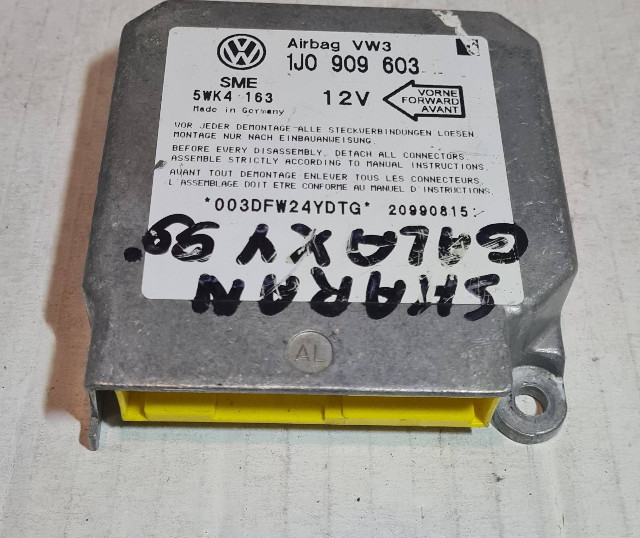 Airbag VW3
1J0 909 603
SME
5WK4 163
12V
VORNE
FORWARD
AVANT
Made in Germany
VOR JEDER DEMONTAGE ALLE STECKVERBINDUNGEN LOESEN.
MONTAGE NUR NACH EINBAUANWEISUNG.
BEFORE EVERY DISASSEMBLY, DETACH ALL CONNECTORS.
ASSEMBLE STRICTLY ACCORDING TO MANUAL INSTRUCTIONS.
AVANT TOUT DEMONTAGE ENLEVER TOUS LES CONNECTEURS.
L ASSEMBLAGE DOIT ETRE CONFORME AU MANUEL D INSTRUCTIONS.
*003DFW24YDTG* 20990815
SHARAN
GALAXY 99.
AL